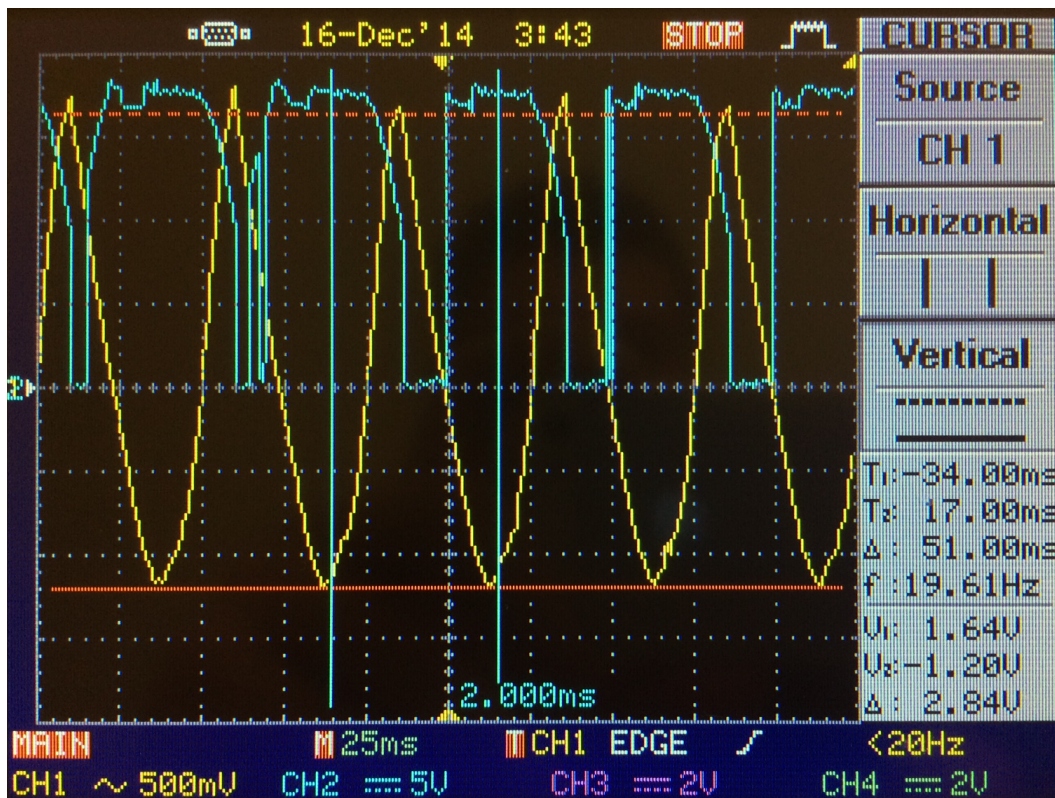 16-Dec'14 3:43 STOP
CURSOR
Source
CH 1
Horizontal
Vertical
T1:-34.00ms
T2: 17.00ms
Δ: 51.00ms
f:19.61Hz
V1: 1.64V
V2:-1.20V
Δ: 2.84V
2
2.000ms
MAIN M 25ms T CH1 EDGE <20Hz
CH1 500mV CH2 5V CH3 2V CH4 2V